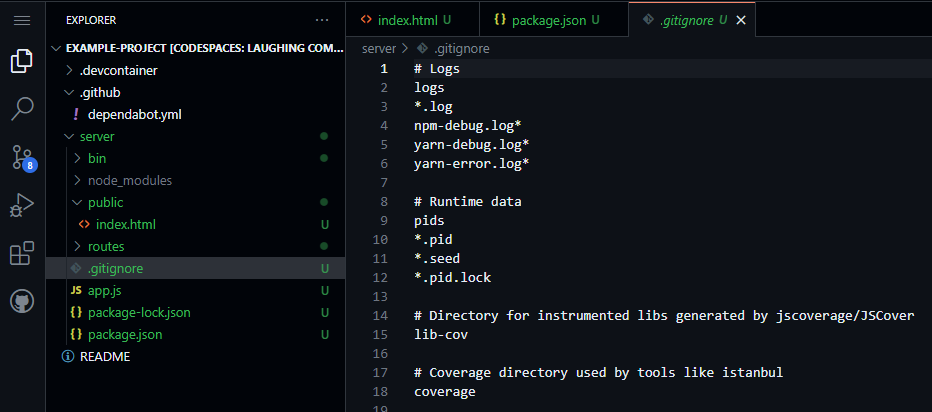 EXPLORER
EXAMPLE-PROJECT [CODESPACES: LAUGHING COM...
.devcontainer
.github
! dependabot.yml
server
bin
node_modules
public
<> index.html U
routes
.gitignore U
JS app.js U
{} package-lock.json U
{} package.json U
README
8
<> index.html U
{} package.json U
.gitignore U
server > .gitignore
1 # Logs
2 logs
3 *.log
4 npm-debug.log*
5 yarn-debug.log*
6 yarn-error.log*
7
8 # Runtime data
9 pids
10 *.pid
11 *.seed
12 *.pid.lock
13
14 # Directory for instrumented libs generated by jscoverage/JSCover
15 lib-cov
16
17 # Coverage directory used by tools like istanbul
18 coverage
19